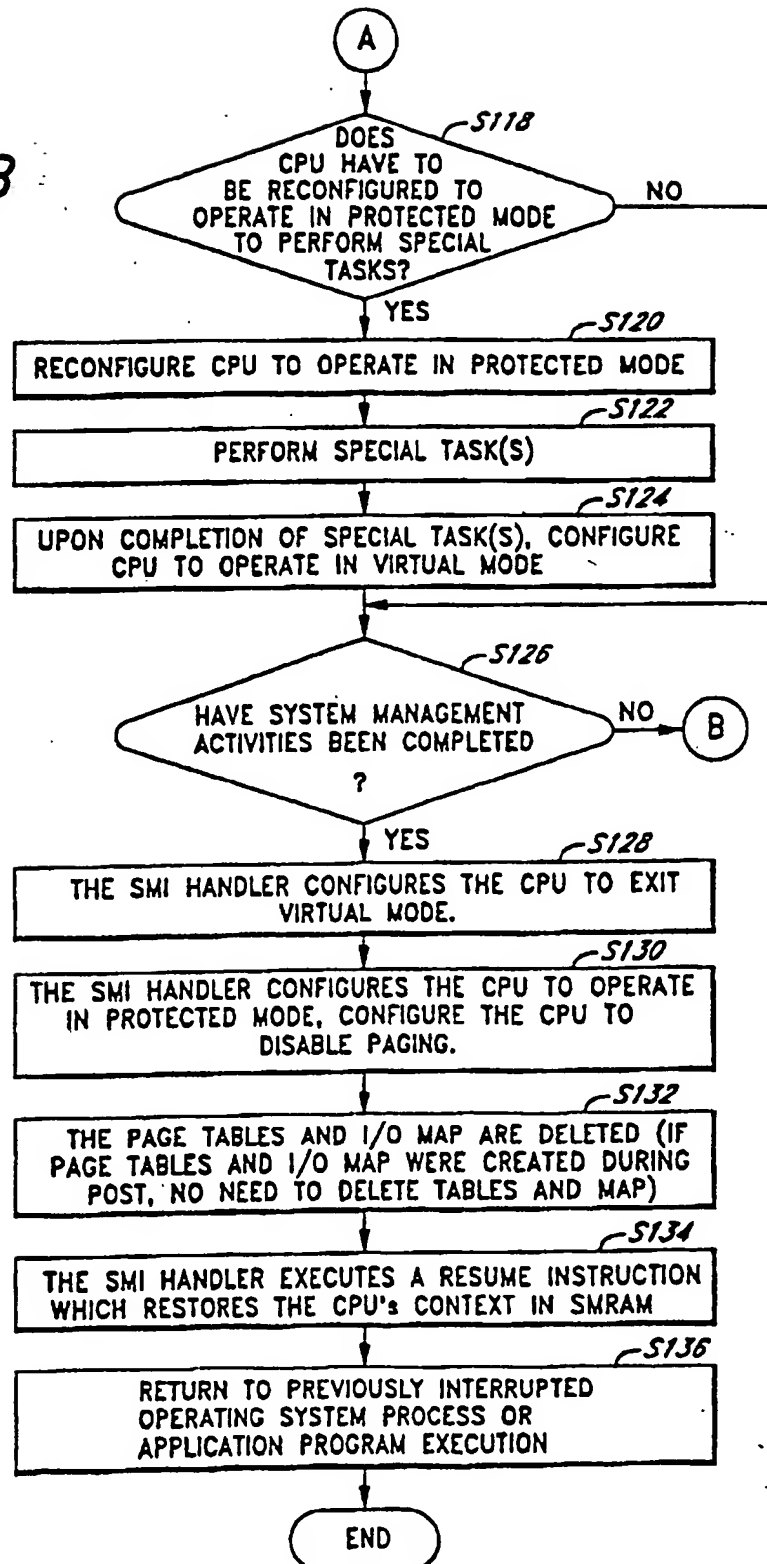 A
S118
DOES
CPU HAVE TO
BE RECONFIGURED TO
OPERATE IN PROTECTED MODE
TO PERFORM SPECIAL
TASKS?
NO
B
YES
S120
RECONFIGURE CPU TO OPERATE IN PROTECTED MODE
S122
PERFORM SPECIAL TASK(S)
S124
UPON COMPLETION OF SPECIAL TASK(S), CONFIGURE
CPU TO OPERATE IN VIRTUAL MODE
S126
HAVE SYSTEM MANAGEMENT
ACTIVITIES BEEN COMPLETED
?
NO
B
YES
S128
THE SMI HANDLER CONFIGURES THE CPU TO EXIT
VIRTUAL MODE.
S130
THE SMI HANDLER CONFIGURES THE CPU TO OPERATE
IN PROTECTED MODE, CONFIGURE THE CPU TO
DISABLE PAGING.
S132
THE PAGE TABLES AND I/O MAP ARE DELETED (IF
PAGE TABLES AND I/O MAP WERE CREATED DURING
POST, NO NEED TO DELETE TABLES AND MAP)
S134
THE SMI HANDLER EXECUTES A RESUME INSTRUCTION
WHICH RESTORES THE CPU's CONTEXT IN SMRAM
S136
RETURN TO PREVIOUSLY INTERRUPTED
OPERATING SYSTEM PROCESS OR
APPLICATION PROGRAM EXECUTION
END